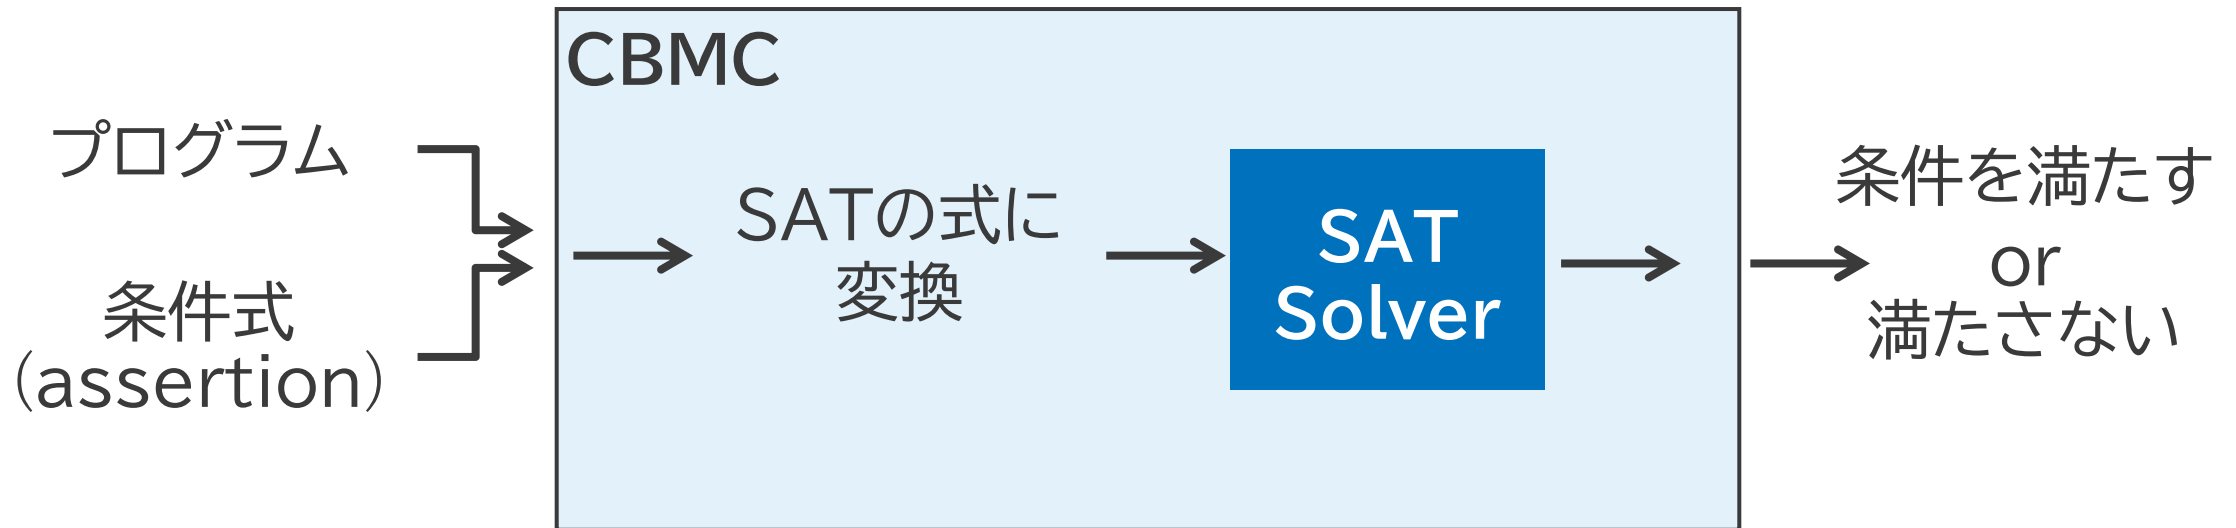 CBMC
プログラム
条件式
(assertion)
SATの式に
変換
SAT
Solver
条件を満たす
or
満たさない